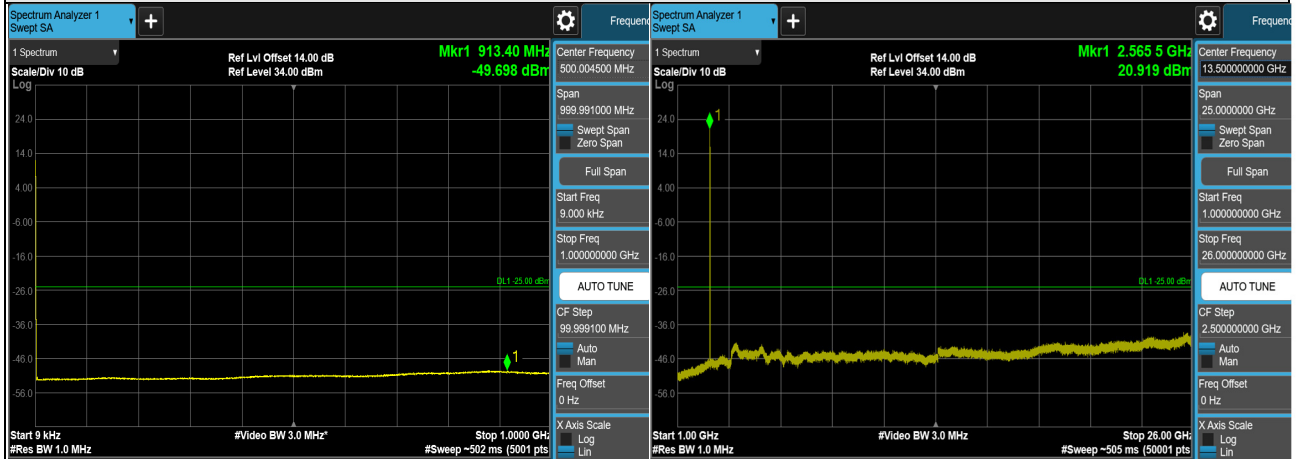 Spectrum Analyzer 1
Swept SA
+
Frequenc
1 Spectrum
Ref Lvl Offset 14.00 dB
Mkr1 913.40 MHz
Scale/Div 10 dB
Ref Level 34.00 dBm
-49.698 dBm
Log
1
24.0
14.0
4.00
-6.00
-16.0
DL1 -25.00 dBm
-26.0
-36.0
-46.0
-56.0
Start 9 kHz
#Video BW 3.0 MHz*
Stop 1.0000 GHz
#Res BW 1.0 MHz
#Sweep ~502 ms (5001 pts
Center Frequency
500.004500 MHz
Span
999.991000 MHz
Swept Span
Zero Span
Full Span
Start Freq
9.000 kHz
Stop Freq
1.000000000 GHz
AUTO TUNE
CF Step
99.999100 MHz
Auto
Man
Freq Offset
0 Hz
X Axis Scale
Log
Lin
Spectrum Analyzer 1
Swept SA
+
Frequenc
1 Spectrum
Ref Lvl Offset 14.00 dB
Mkr1 2.565 5 GHz
Scale/Div 10 dB
Ref Level 34.00 dBm
20.919 dBm
Log
1
24.0
14.0
4.00
-6.00
-16.0
DL1 -25.00 dBm
-26.0
-36.0
-46.0
-56.0
Start 1.00 GHz
#Video BW 3.0 MHz
Stop 26.00 GHz
#Res BW 1.0 MHz
#Sweep ~505 ms (50001 pts
Center Frequency
13.500000000 GHz
Span
25.0000000 GHz
Swept Span
Zero Span
Full Span
Start Freq
1.000000000 GHz
Stop Freq
26.000000000 GHz
AUTO TUNE
CF Step
2.500000000 GHz
Auto
Man
Freq Offset
0 Hz
X Axis Scale
Log
Lin